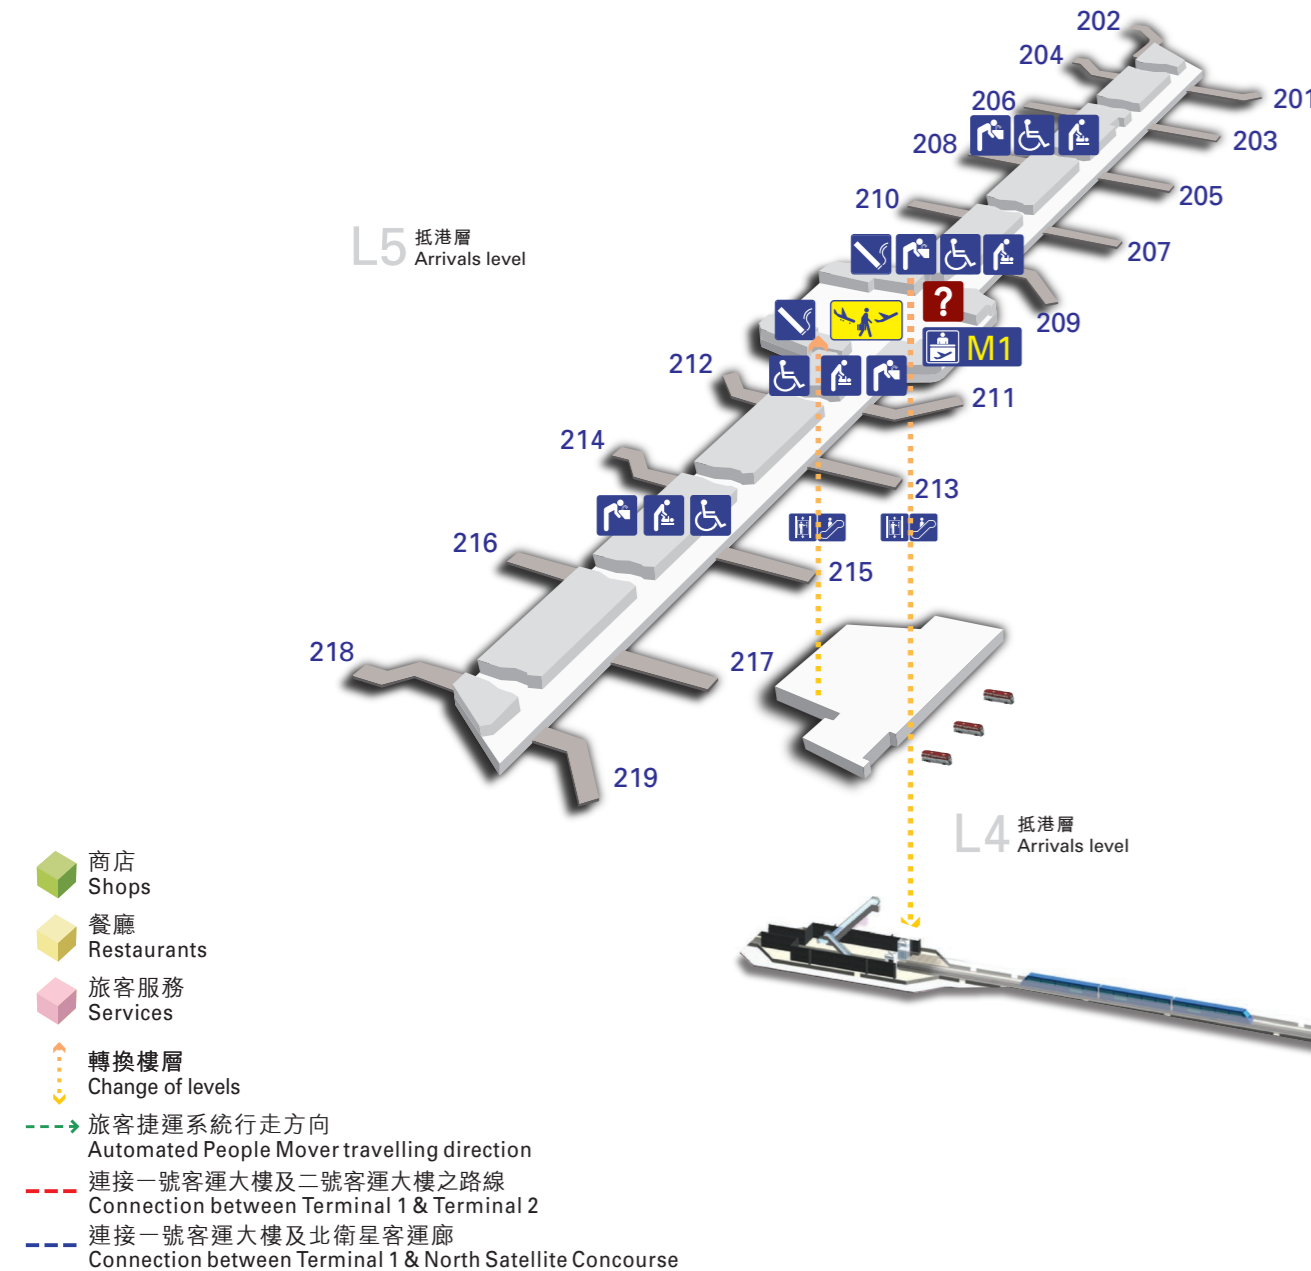 202
204
201
206
203
208
205
210
207
L5 抵港層
Arrivals level
?
209
M1
212
211
214
213
216
215
218
217
219
L4 抵港層
Arrivals level
商店
Shops
餐廳
Restaurants
旅客服務
Services
轉換樓層
Change of levels
旅客捷運系統行走方向
Automated People Mover travelling direction
連接一號客運大樓及二號客運大樓之路線
Connection between Terminal 1 & Terminal 2
連接一號客運大樓及北衛星客運廊
Connection between Terminal 1 & North Satellite Concourse